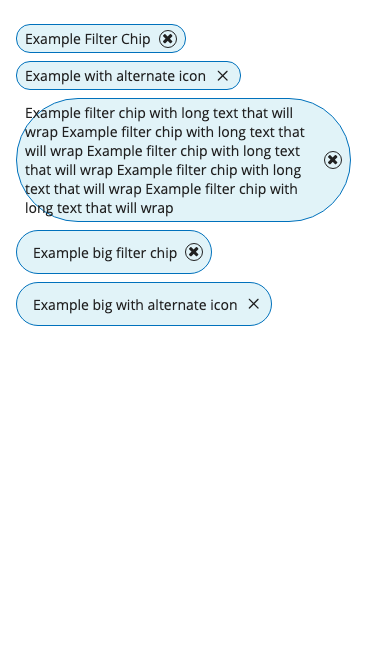 Example Filter Chip
Example with alternate icon
Example filter chip with long text that will
wrap Example filter chip with long text that
will wrap Example filter chip with long text
that will wrap Example filter chip with long
text that will wrap Example filter chip with
long text that will wrap
Example big filter chip
Example big with alternate icon